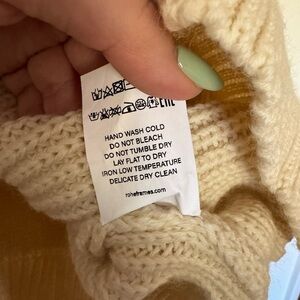 HAND WASH COLD
DO NOT BLEACH
DO NOT TUMBLE DRY
LAY FLAT TO DRY
IRON LOW TEMPERATURE
DELICATE DRY CLEAN
roheframes.com